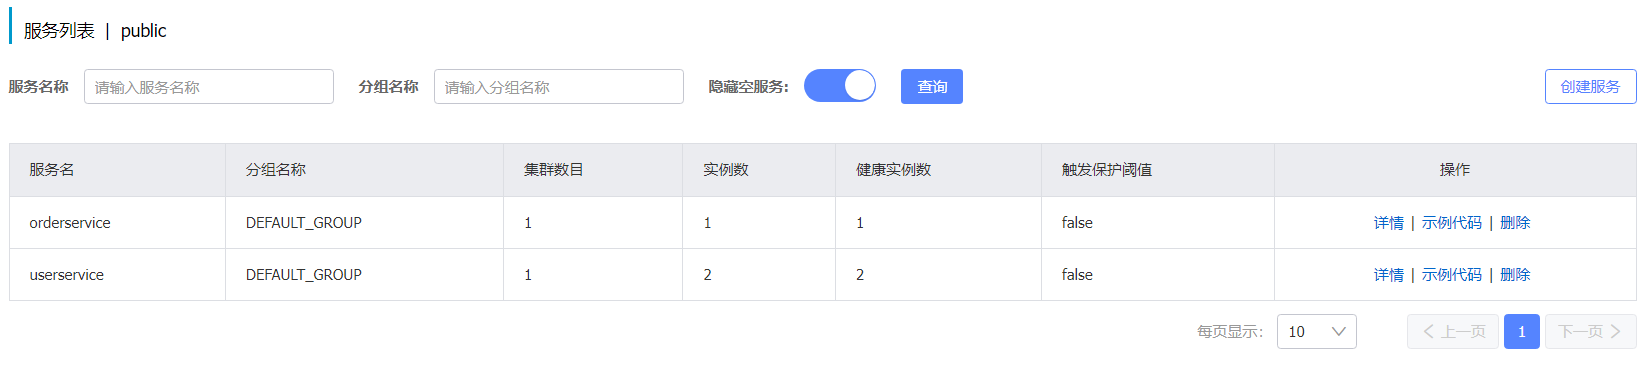 服务列表 | public
服务名称 请输入服务名称 分组名称 请输入分组名称 隐藏空服务: 查询 创建服务
服务名 分组名称 集群数目 实例数 健康实例数 触发保护阈值 操作
orderservice DEFAULT_GROUP 1 1 1 false 详情 | 示例代码 | 删除
userservice DEFAULT_GROUP 1 2 2 false 详情 | 示例代码 | 删除
每页显示: 10 上一页 1 下一页